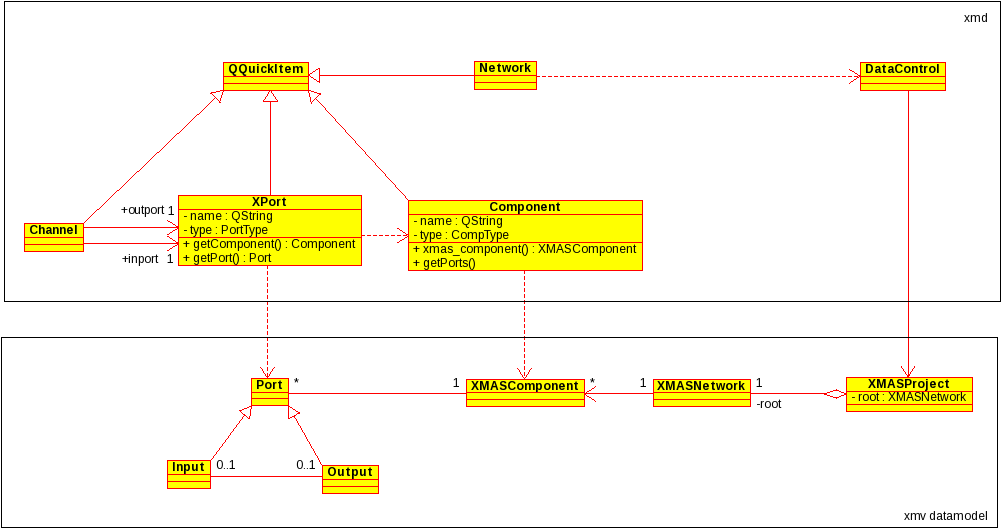 xmd
QQuickItem
Network
DataControl
+outport 1
XPort
- name : QString
- type : PortType
+ getComponent() : Component
+ getPort() : Port
Component
- name : QString
- type : CompType
+ xmas_component() : XMASComponent
+ getPorts()
Channel
+inport 1
Port
*
1
XMASComponent
*
1
XMASNetwork
1
-root
XMASProject
- root : XMASNetwork
Input
0..1
0..1
Output
xmv datamodel